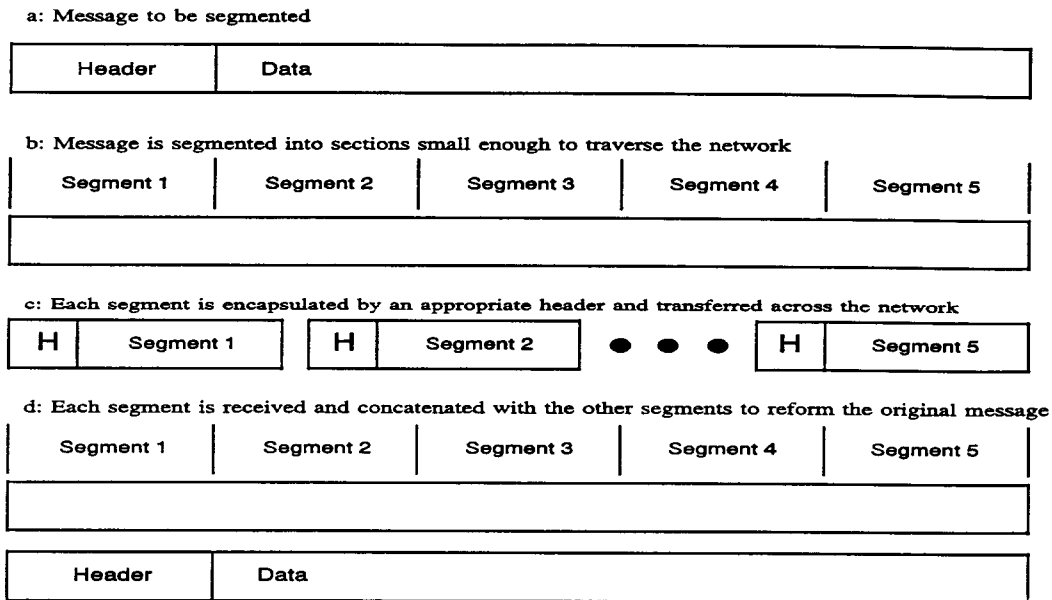 a: Message to be segmented
Header Data
b: Message is segmented into sections small enough to traverse the network
Segment 1 Segment 2 Segment 3 Segment 4 Segment 5
c: Each segment is encapsulated by an appropriate header and transferred across the network
H Segment 1 H Segment 2 ● ● ● H Segment 5
d: Each segment is received and concatenated with the other segments to reform the original message
Segment 1 Segment 2 Segment 3 Segment 4 Segment 5
Header Data